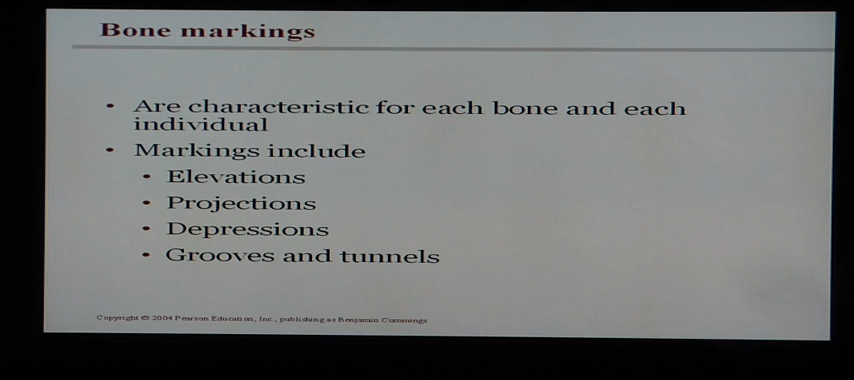 Bone markings
• Are characteristic for each bone and each
individual
• Markings include
• Elevations
• Projections
• Depressions
• Grooves and tunnels
Copyright © 2004 Pearson Education, Inc., publishing as Benjamin Cummings